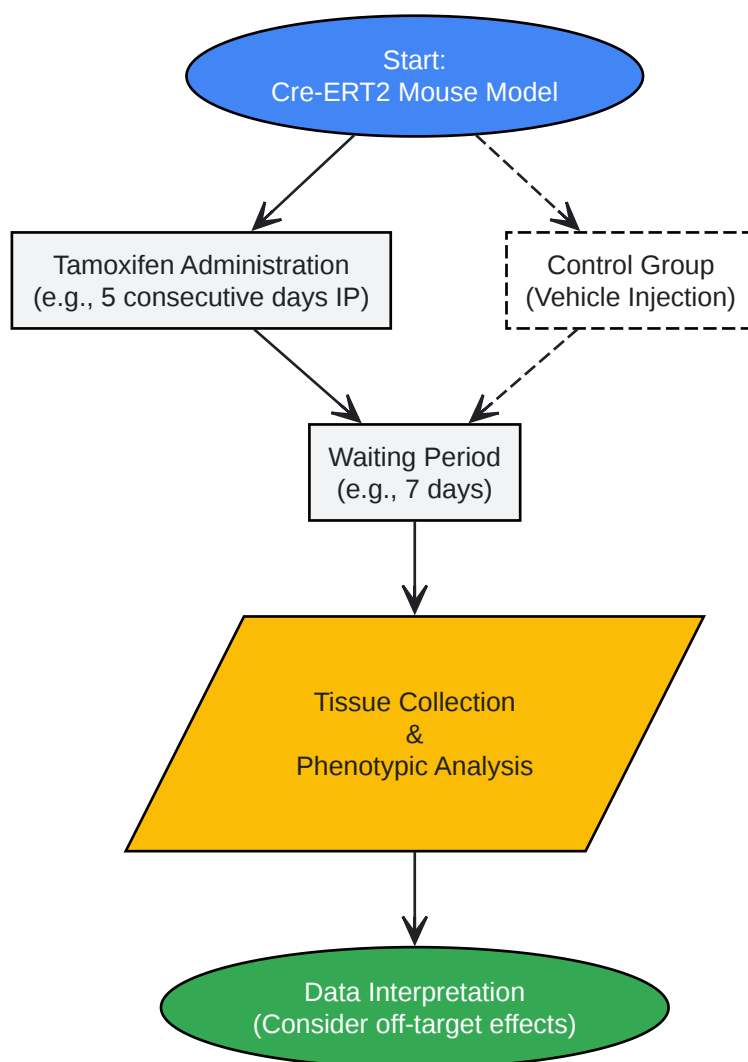 Start:
Cre-ERT2 Mouse Model
Tamoxifen Administration
(e.g., 5 consecutive days IP)
Control Group
(Vehicle Injection)
Waiting Period
(e.g., 7 days)
Tissue Collection
&
Phenotypic Analysis
Data Interpretation
(Consider off-target effects)